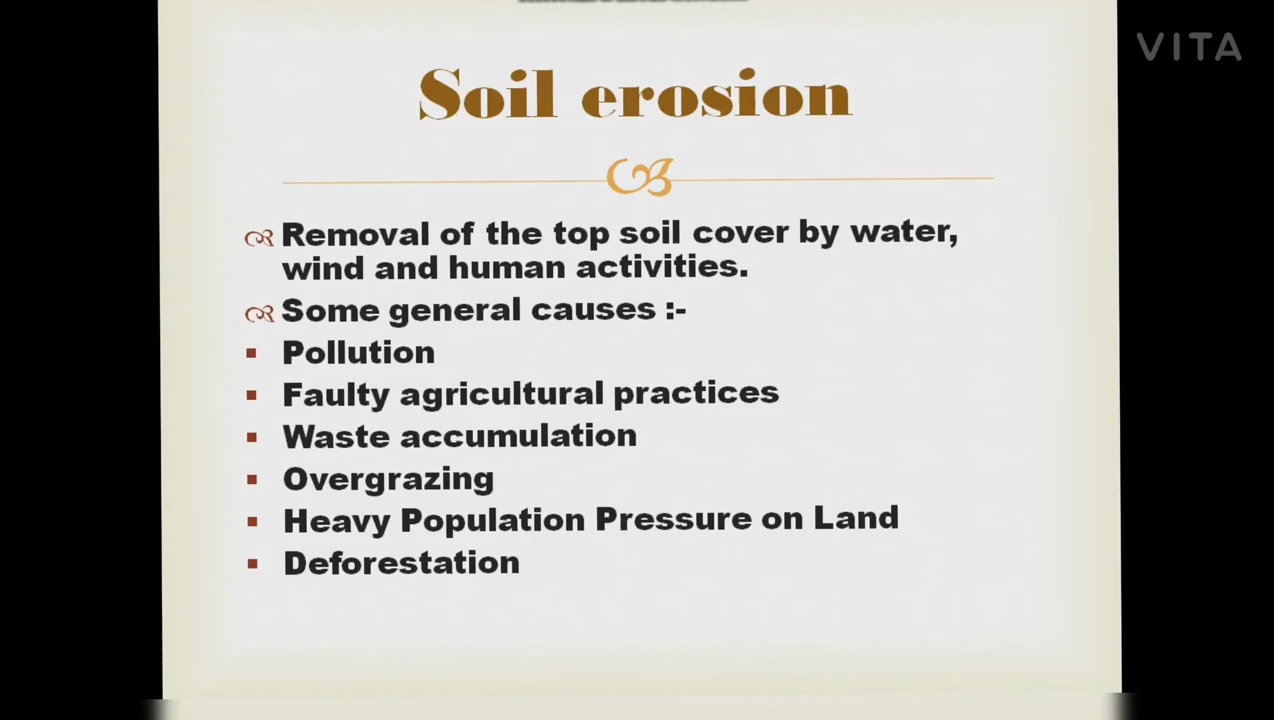 VITA
Soil erosion
Removal of the top soil cover by water,
wind and human activities.
Some general causes :-
Pollution
Faulty agricultural practices
Waste accumulation
Overgrazing
Heavy Population Pressure on Land
Deforestation